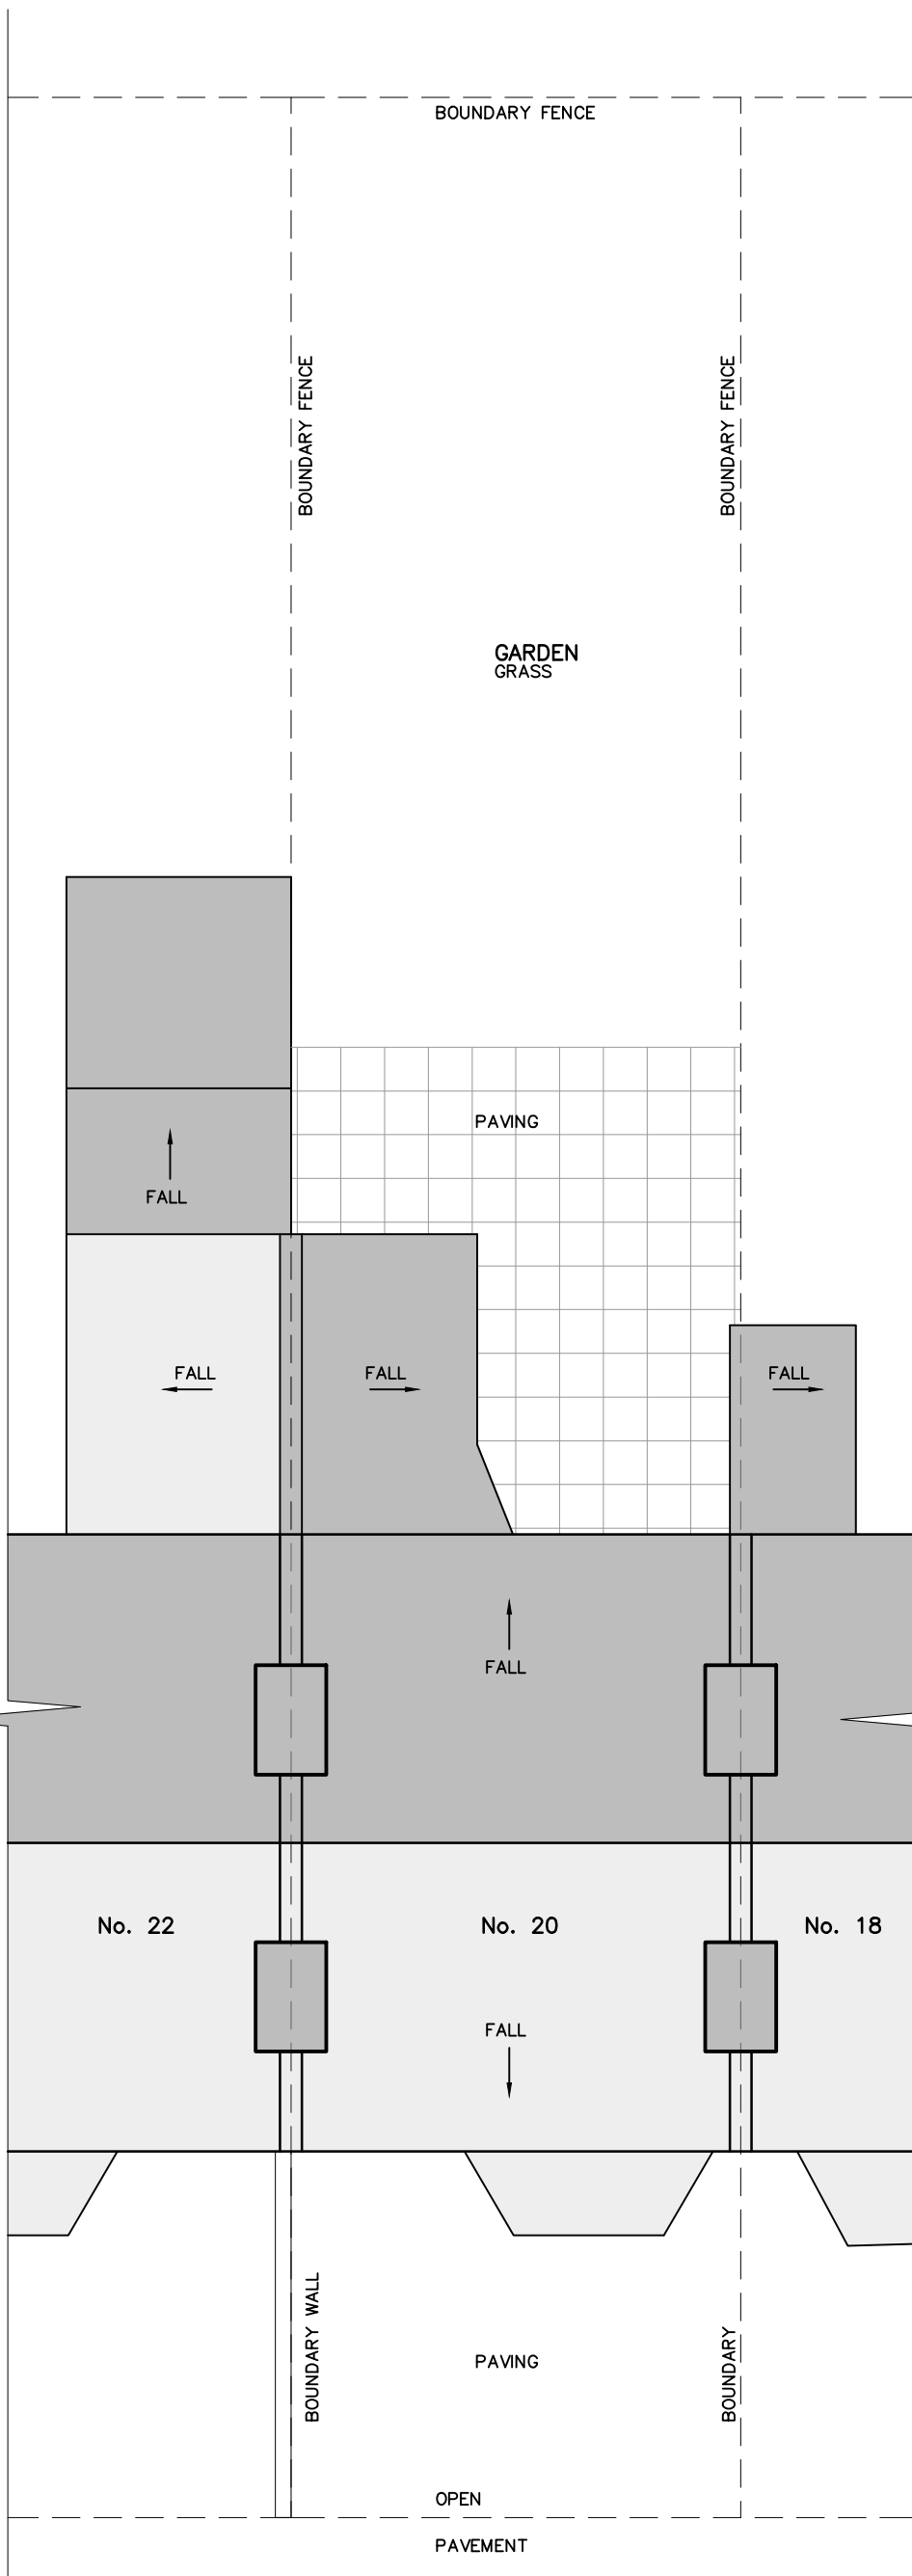 BOUNDARY FENCE
BOUNDARY FENCE
BOUNDARY FENCE
GARDEN
GRASS
PAVING
FALL
FALL
FALL
FALL
FALL
No. 22
No. 20
No. 18
FALL
BOUNDARY WALL
BOUNDARY
PAVING
OPEN
PAVEMENT